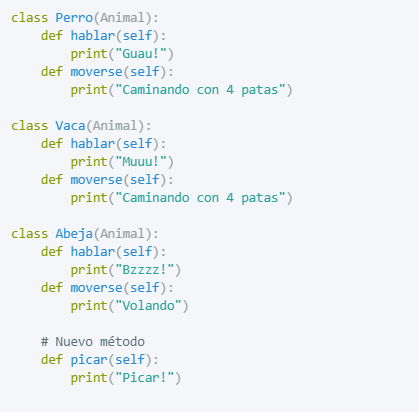 class Perro(Animal):
    def hablar(self):
        print("Guau!")
    def moverse(self):
        print("Caminando con 4 patas")

class Vaca(Animal):
    def hablar(self):
        print("Muuu!")
    def moverse(self):
        print("Caminando con 4 patas")

class Abeja(Animal):
    def hablar(self):
        print("Bzzzz!")
    def moverse(self):
        print("Volando")

    # Nuevo método
    def picar(self):
        print("Picar!")